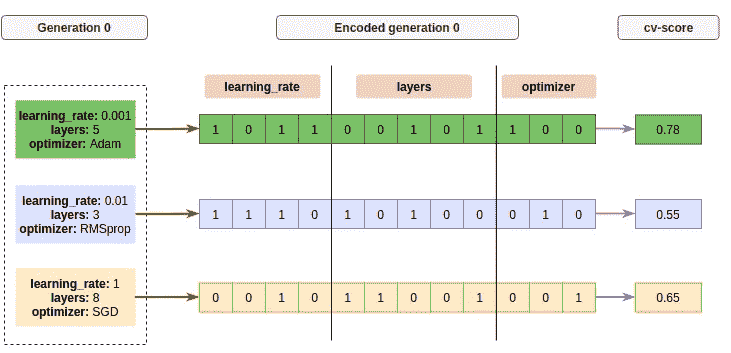 Generation 0
Encoded generation 0
cv-score
learning_rate
layers
optimizer
learning_rate: 0.001
layers: 5
optimizer: Adam
1 0 1 1 0 0 1 0 1 1 0 0
0.78
learning_rate: 0.01
layers: 3
optimizer: RMSprop
1 1 1 0 1 0 1 0 0 0 1 0
0.55
learning_rate: 1
layers: 8
optimizer: SGD
0 0 1 0 1 1 0 0 1 0 0 1
0.65